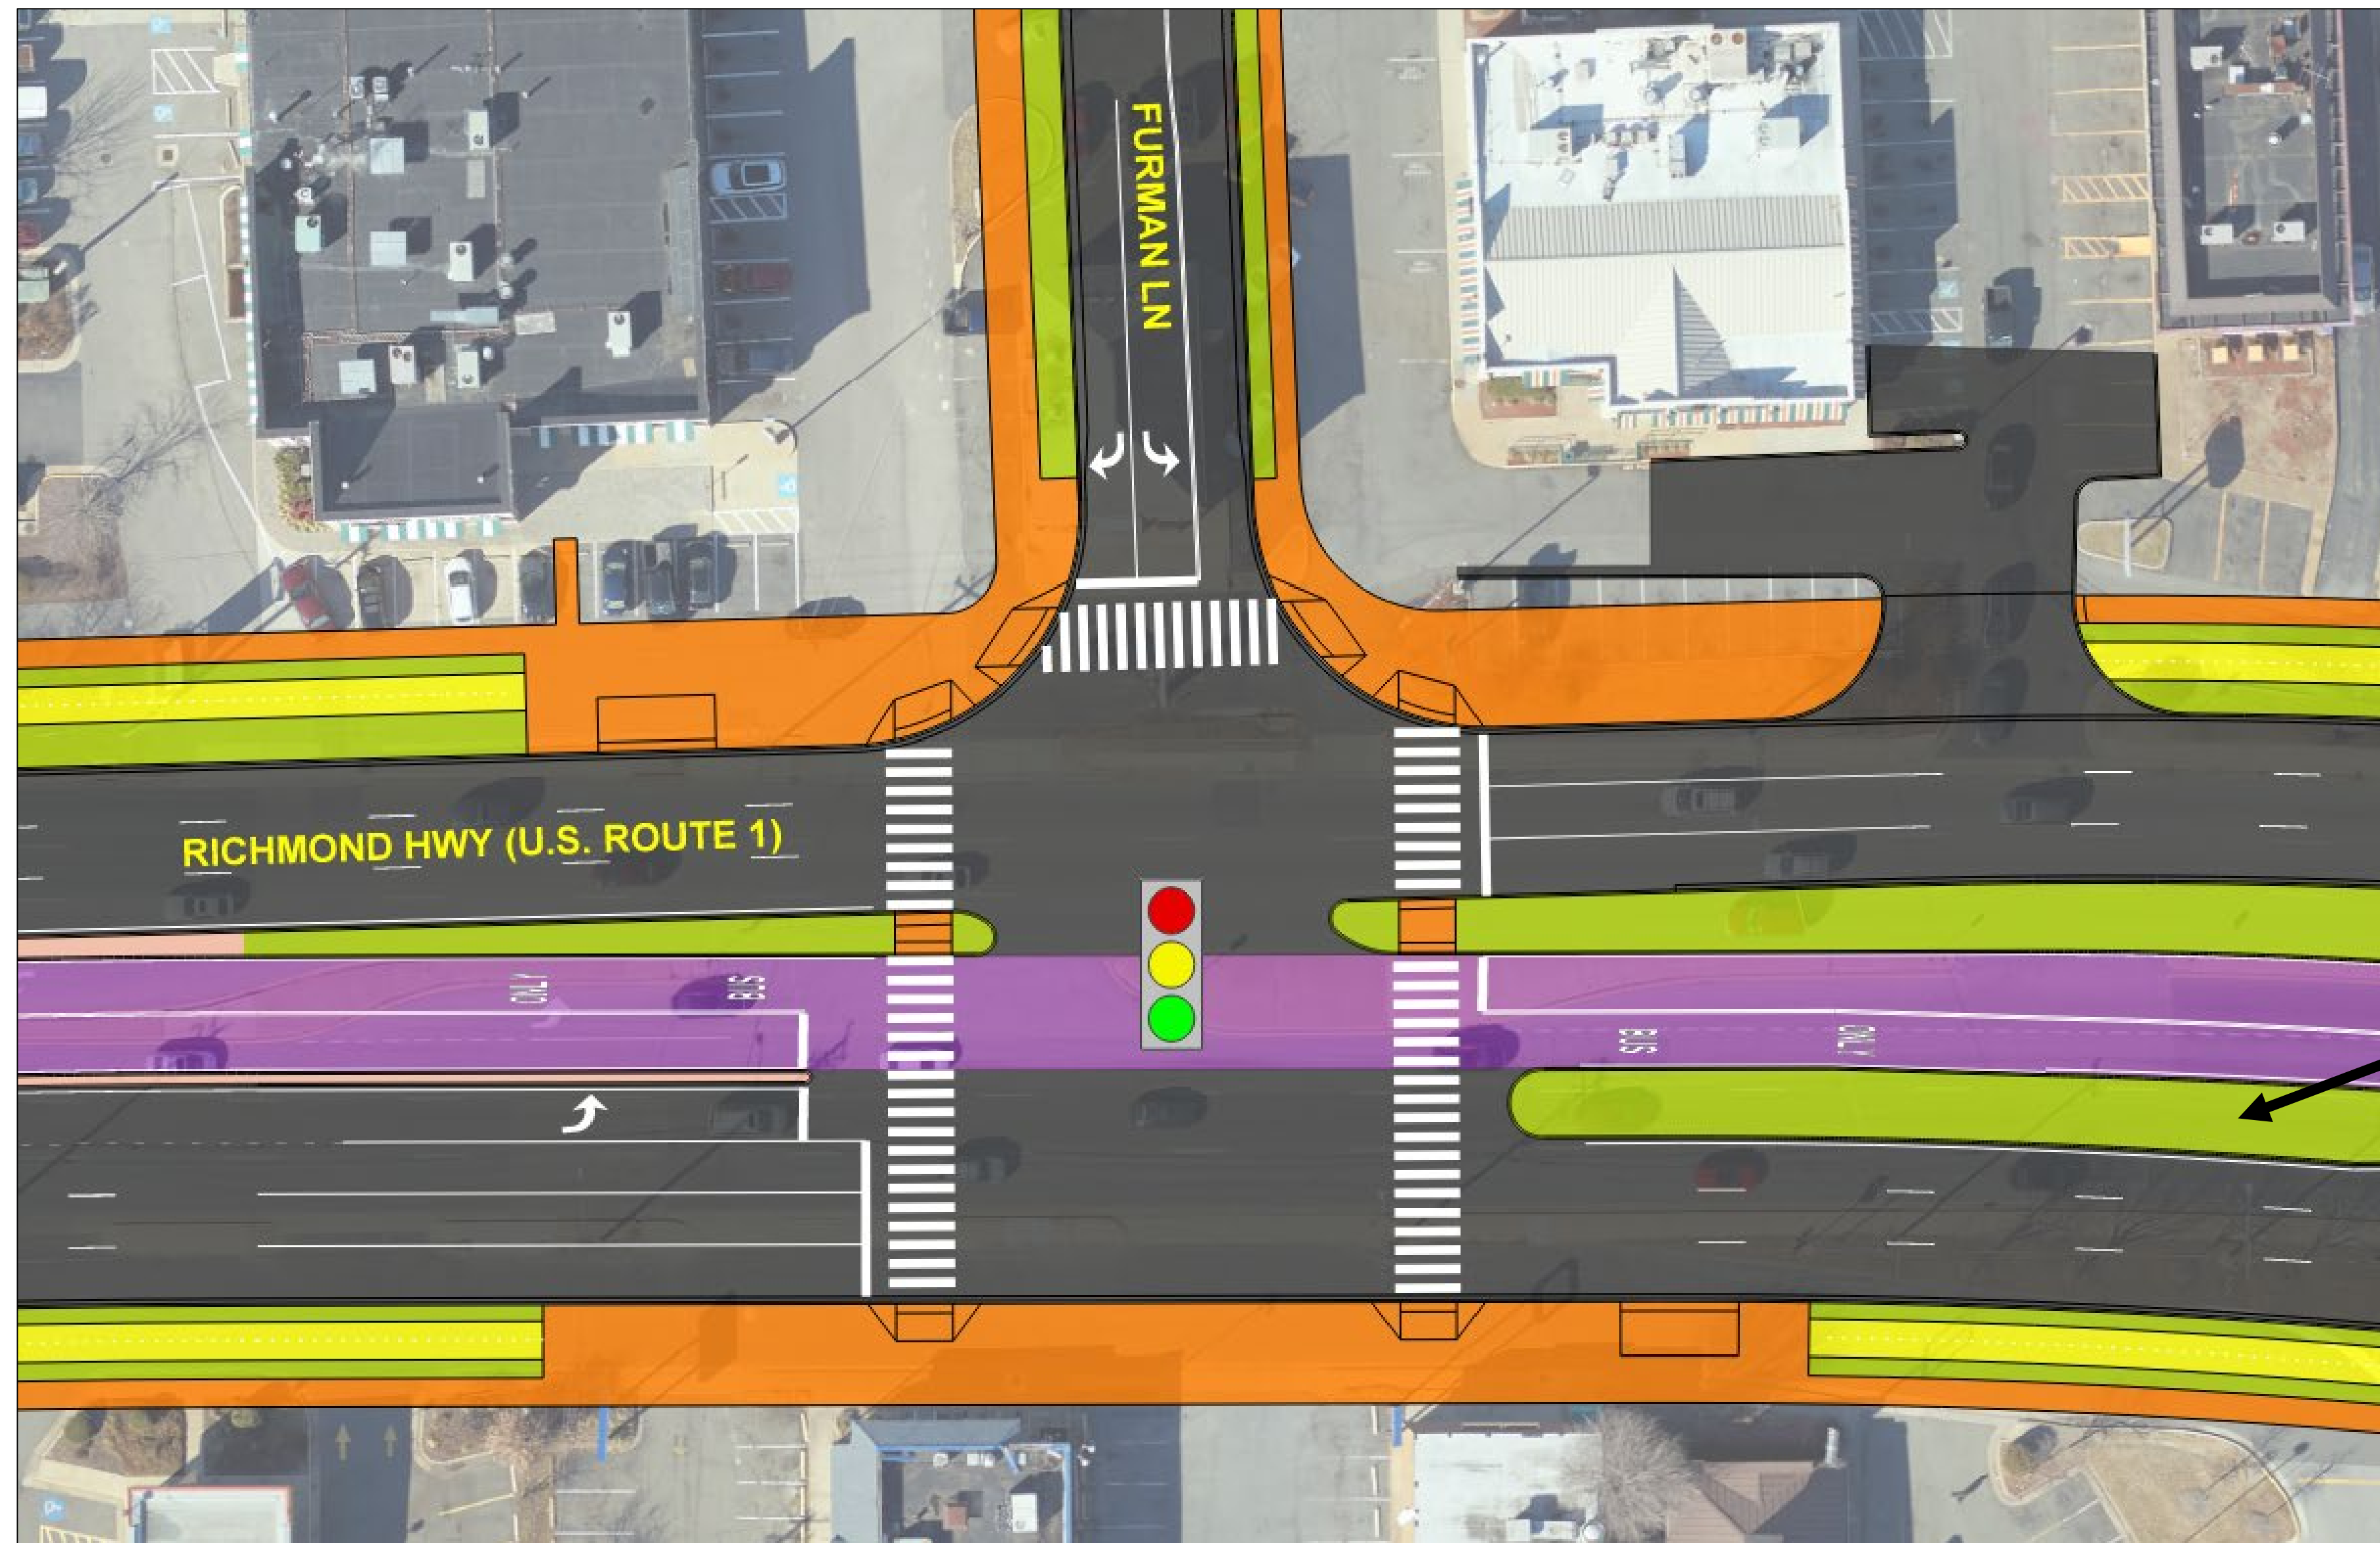 FURMAN LN
RICHMOND HWY (U.S. ROUTE 1)
ONLY
BUS
BUS
ONLY